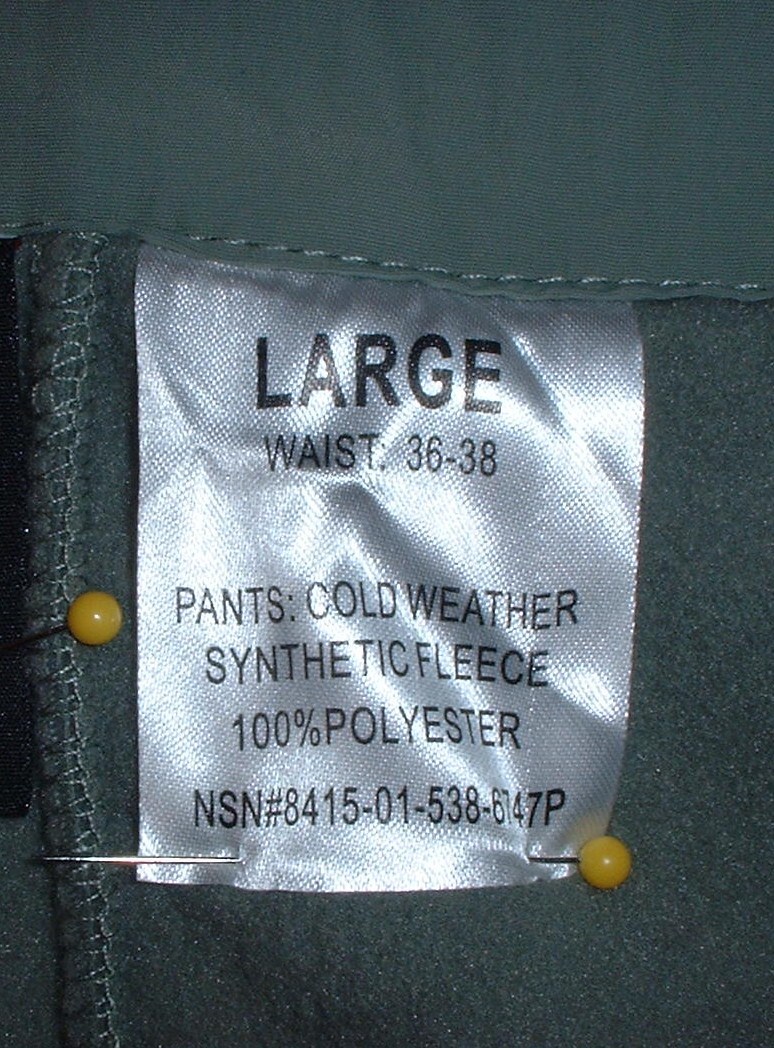 LARGE
WAIST: 36-38
PANTS: COLD WEATHER
SYNTHETIC FLEECE
100% POLYESTER
NSN#8415-01-538-6747P